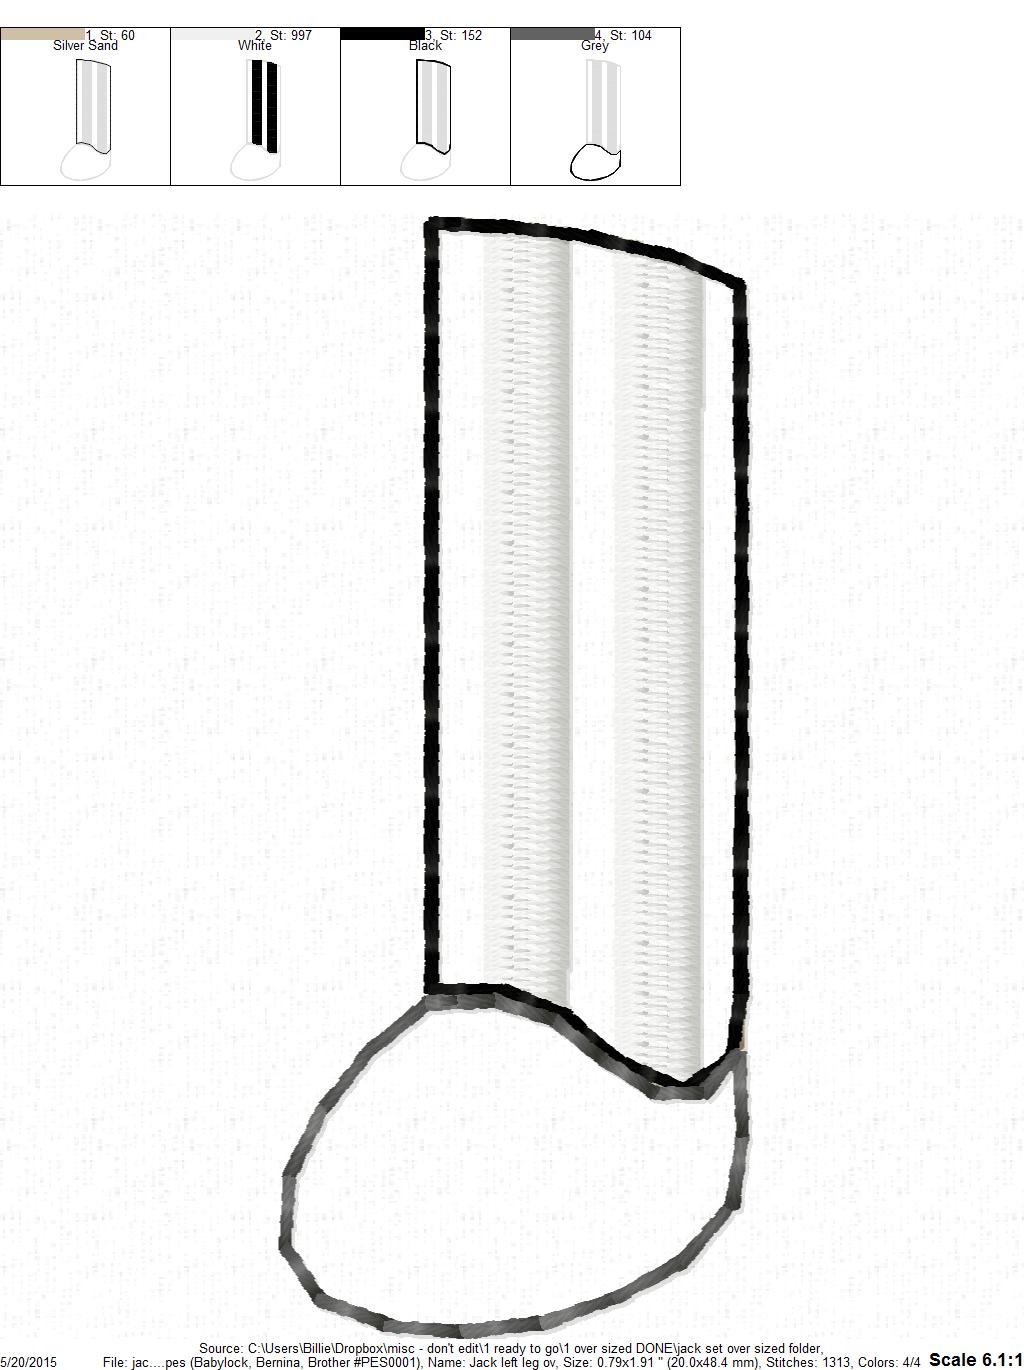 1, St: 60
Silver Sand
2, St: 997
White
3, St: 152
Black
4, St: 104
Grey
Source: C:\Users\Billie\Dropbox\misc - don't edit\1 ready to go\1 over sized DONE\jack set over sized folder,
5/20/2015
File: jac....pes (Babylock, Bernina, Brother #PES0001), Name: Jack left leg ov, Size: 0.79x1.91 " (20.0x48.4 mm), Stitches: 1313, Colors: 4/4
Scale 6.1:1